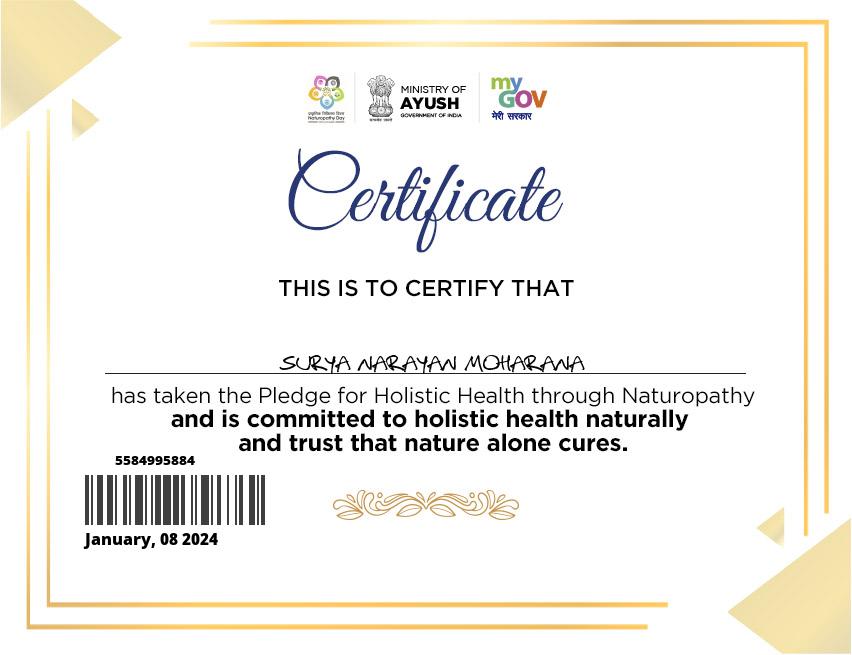 प्राकृतिक चिकित्सा दिवस
Naturopathy Day
सत्यमेव जयते
MINISTRY OF
AYUSH
GOVERNMENT OF INDIA
my
GOV
मेरी सरकार
Certificate
THIS IS TO CERTIFY THAT
SURYA NARAYAN MOHARANA
has taken the Pledge for Holistic Health through Naturopathy
and is committed to holistic health naturally
and trust that nature alone cures.
5584995884
January, 08 2024